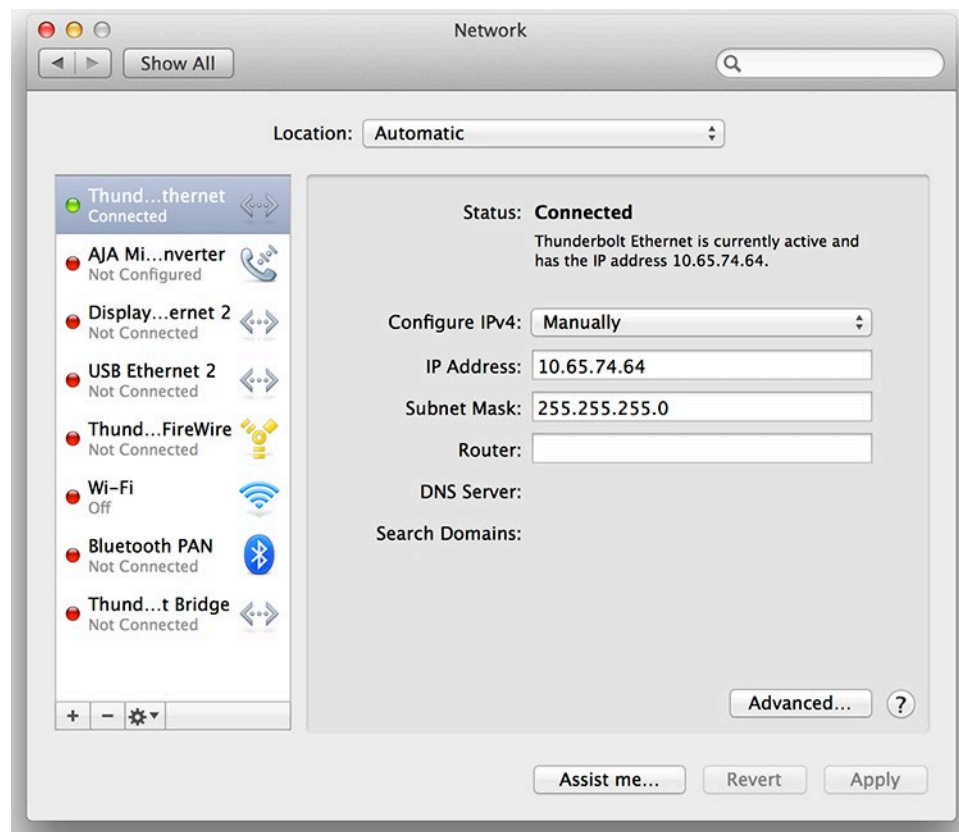 Network
Show All
Location: Automatic
Thund...thernet
Connected
AJA Mi...nverter
Not Configured
Display...ernet 2
Not Connected
USB Ethernet 2
Not Connected
Thund...FireWire
Not Connected
Wi-Fi
Off
Bluetooth PAN
Not Connected
Thund...t Bridge
Not Connected
Status: Connected
Thunderbolt Ethernet is currently active and
has the IP address 10.65.74.64.
Configure IPv4: Manually
IP Address: 10.65.74.64
Subnet Mask: 255.255.255.0
Router:
DNS Server:
Search Domains:
Advanced... ?
Assist me... Revert Apply